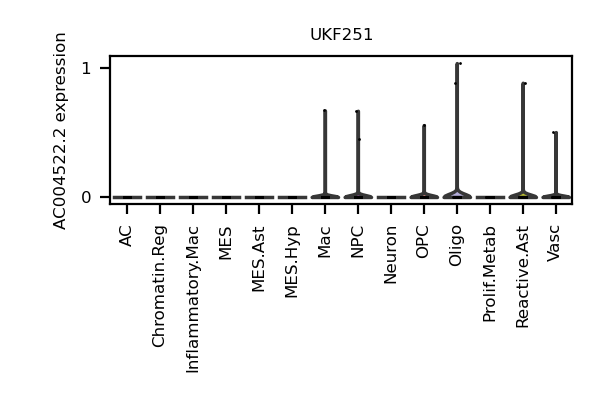 UKF251
AC004522.2 expression
1
0
AC
Chromatin.Reg
Inflammatory.Mac
MES
MES.Ast
MES.Hyp
Mac
NPC
Neuron
OPC
Oligo
Prolif.Metab
Reactive.Ast
Vasc